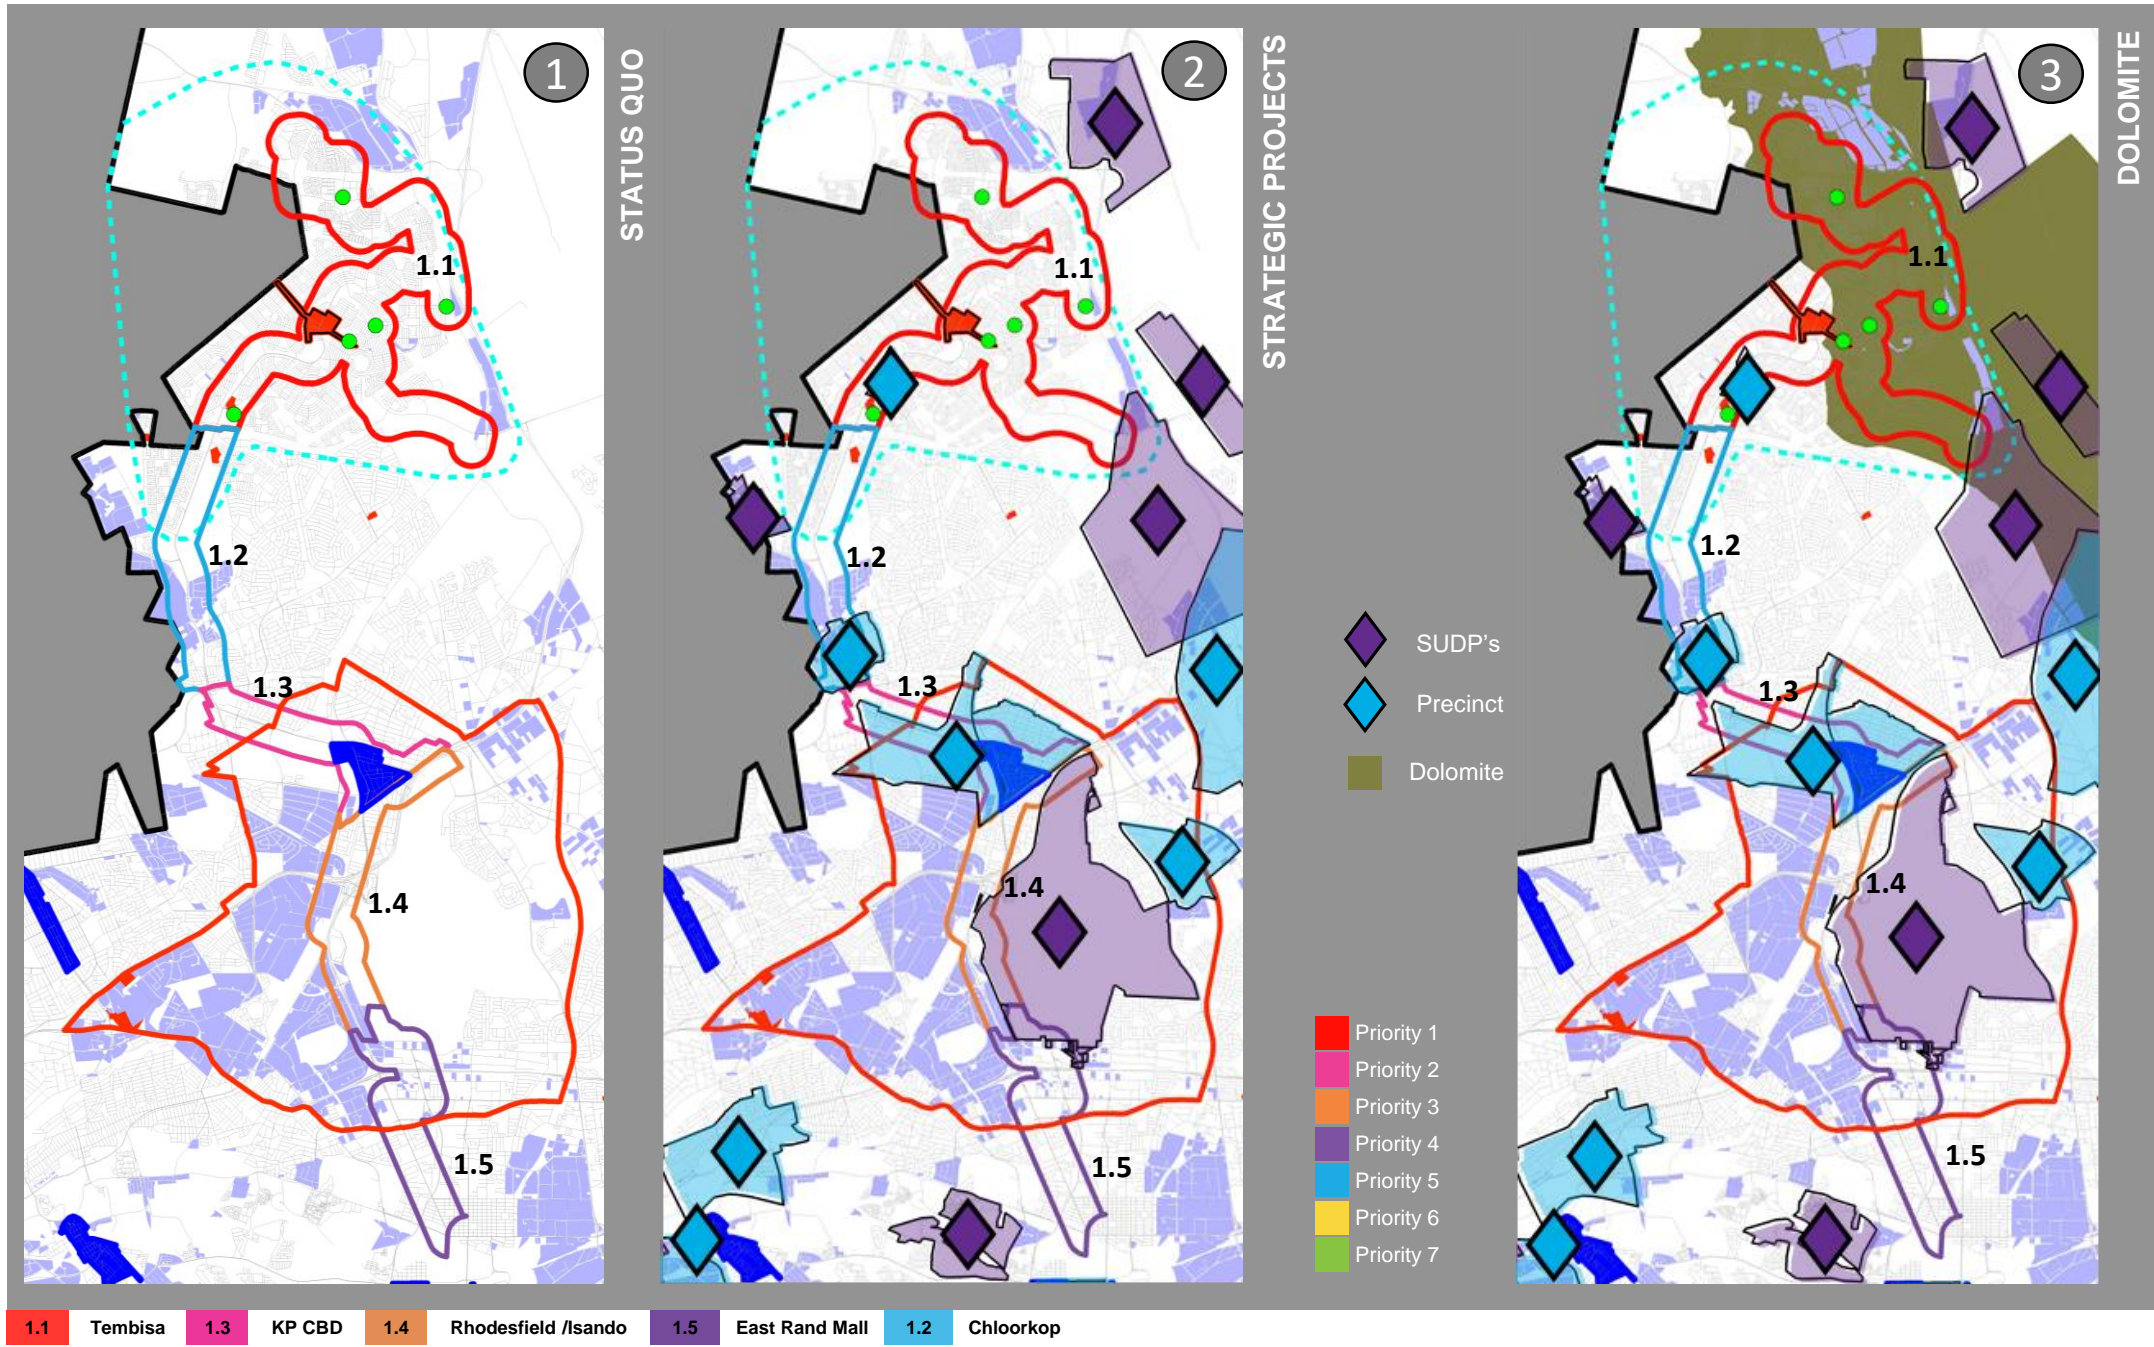 1
STATUS QUO
1.1
1.2
1.3
1.4
1.5
2
STRATEGIC PROJECTS
1.1
1.2
1.3
1.4
1.5
SUDP's
Precinct
Dolomite
Priority 1
Priority 2
Priority 3
Priority 4
Priority 5
Priority 6
Priority 7
3
DOLOMITE
1.1
1.2
1.3
1.4
1.5
1.1 Tembisa 1.3 KP CBD 1.4 Rhodesfield /Isando 1.5 East Rand Mall 1.2 Chloorkop